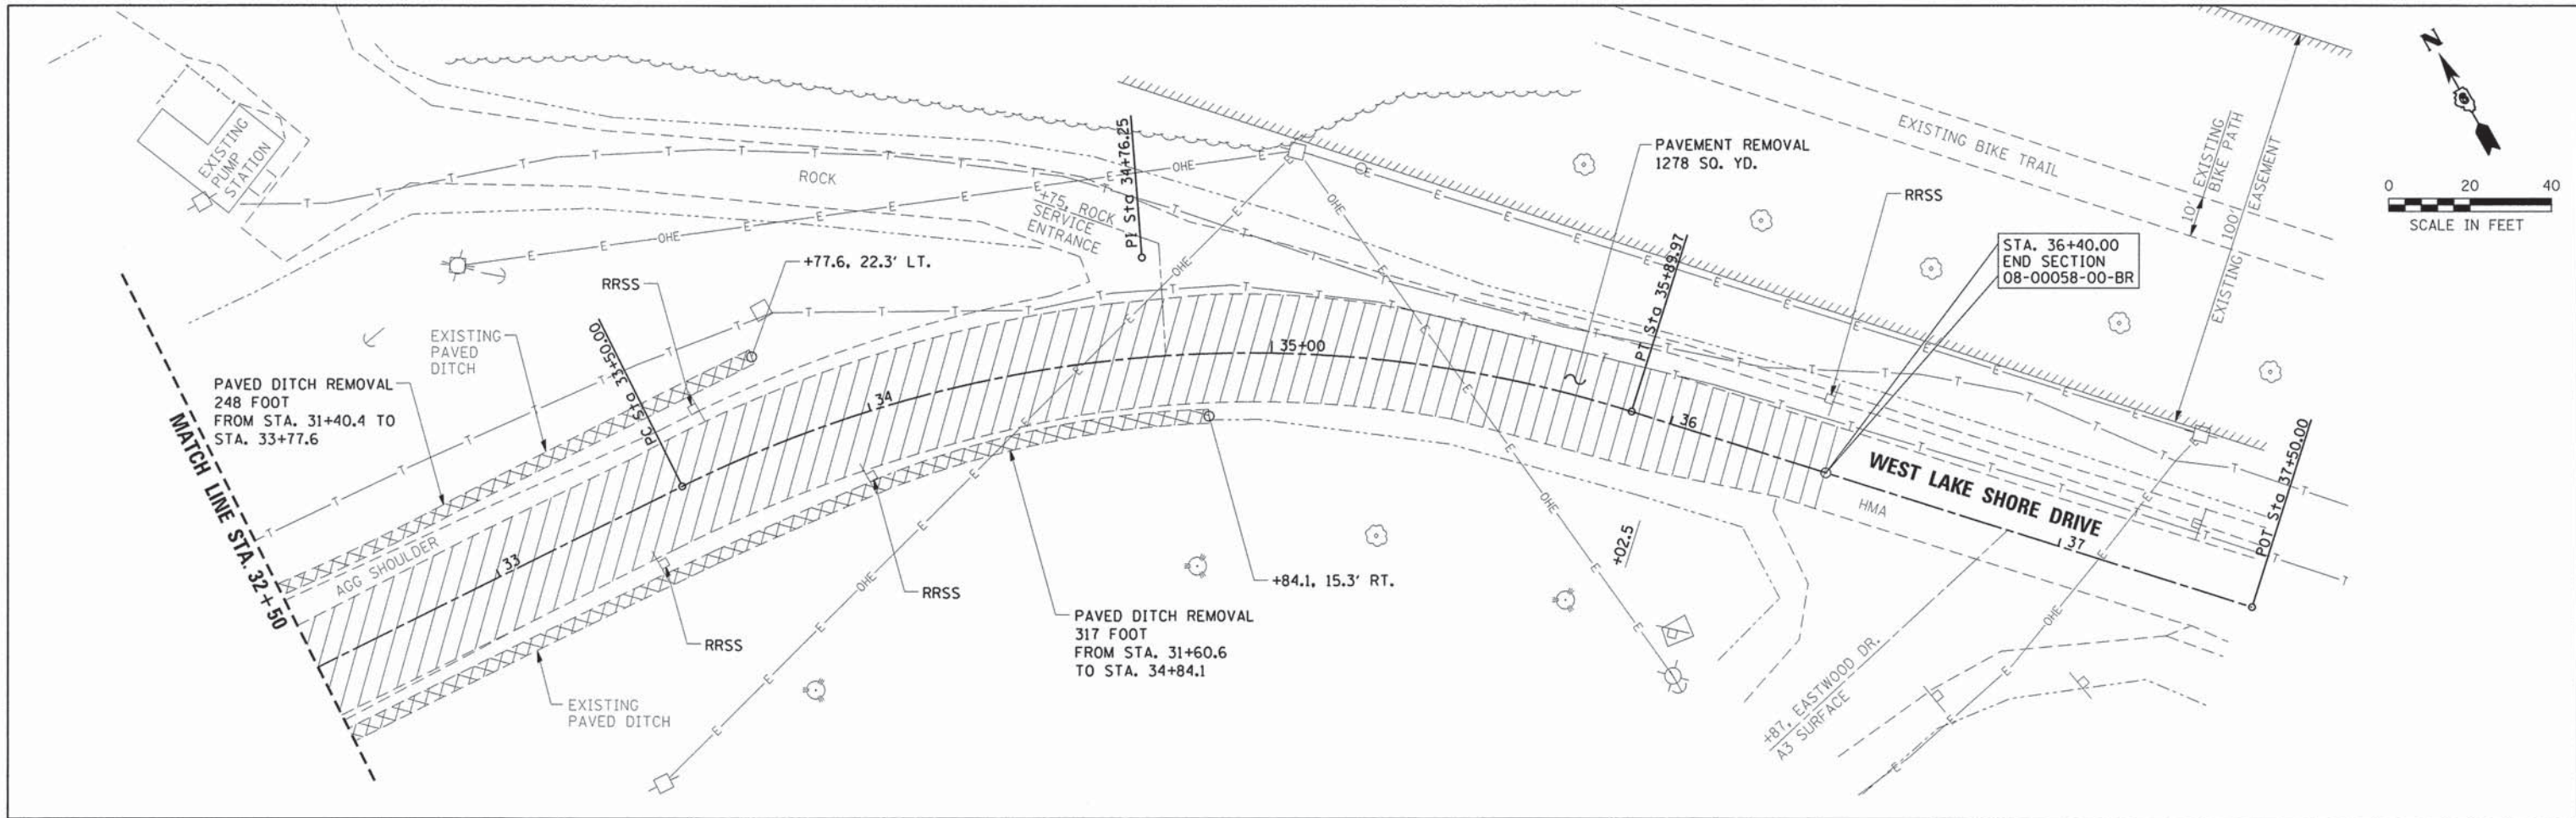 EXISTING
PUMP
STATION
ROCK
OHE
OHE
+75, ROCK
SERVICE
ENTRANCE
PI Sta 34+76.25
PAVEMENT REMOVAL
1278 SQ. YD.
EXISTING BIKE TRAIL
10' EXISTING
BIKE PATH
EXISTING 100' EASEMENT
N
0 20 40
SCALE IN FEET
RRSS
STA. 36+40.00
END SECTION
08-00058-00-BR
PT Sta 35+89.97
OHE
OHE
+77.6, 22.3' LT.
RRSS
PC Sta 33+50.00
EXISTING
PAVED
DITCH
PAVED DITCH REMOVAL
248 FOOT
FROM STA. 31+40.4 TO
STA. 33+77.6
MATCH LINE STA. 32+50
AGG SHOULDER
33
34
35+00
36
37
WEST LAKE SHORE DRIVE
HMA
POT Sta 37+50.00
OHE
OHE
OHE
+02.5
+84.1, 15.3' RT.
RRSS
RRSS
PAVED DITCH REMOVAL
317 FOOT
FROM STA. 31+60.6
TO STA. 34+84.1
EXISTING
PAVED DITCH
+87, EASTWOOD DR.
A3 SURFACE